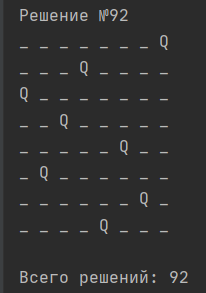 Решение №92
_ _ _ _ _ _ _ Q
_ _ _ Q _ _ _ _
Q _ _ _ _ _ _ _
_ _ Q _ _ _ _ _
_ _ _ _ _ Q _ _
_ Q _ _ _ _ _ _
_ _ _ _ _ _ Q _
_ _ _ _ Q _ _ _
Всего решений: 92